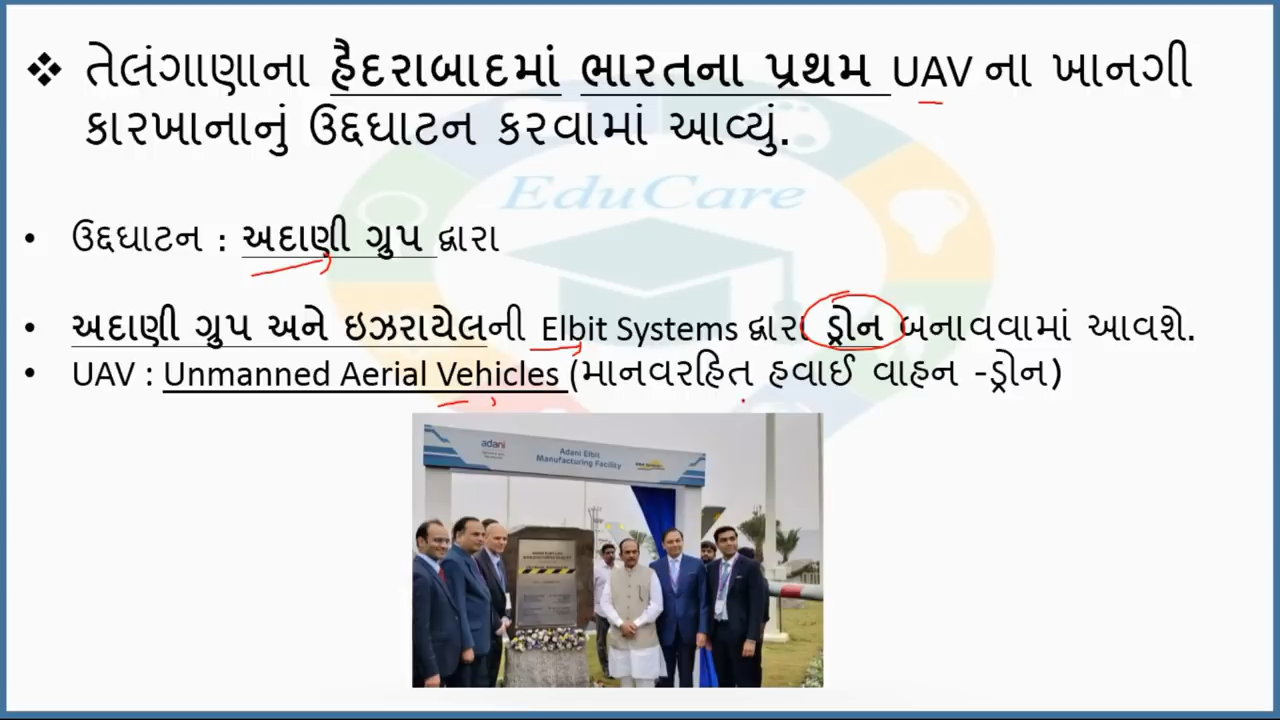 ❖ તેલંગાણાના હૈદરાબાદમાં ભારતના પ્રથમ UAV ના ખાનગી
કારખાનાનું ઉદ્દઘાટન કરવામાં આવ્યું.
EduCare
• ઉદ્દઘાટન : અદાણી ગ્રુપ દ્વારા
• અદાણી ગ્રુપ અને ઇઝરાયેલની Elbit Systems દ્વારા ડ્રોન બનાવવામાં આવશે.
• UAV : Unmanned Aerial Vehicles (માનવરહિત હવાઈ વાહન -ડ્રોન)
adani
Adani Elbit
Manufacturing Facility